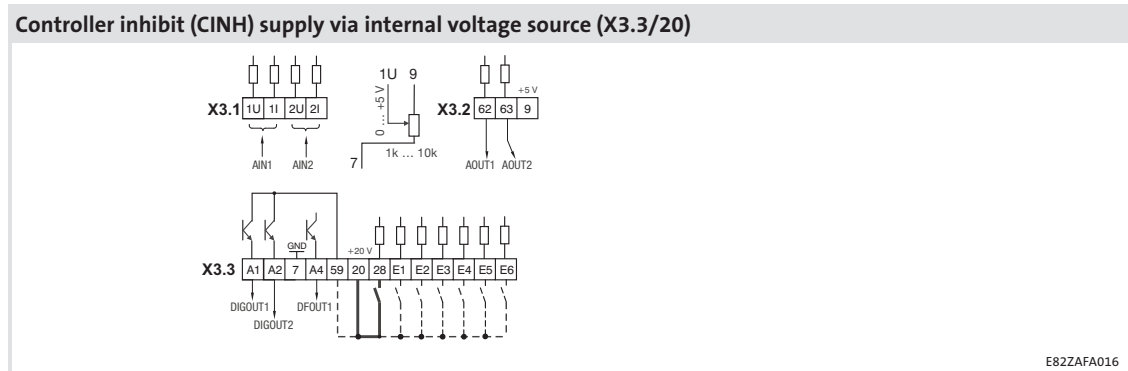 Controller inhibit (CINH) supply via internal voltage source (X3.3/20)
X3.1 1U 1I 2U 2I
AIN1 AIN2
1U 9
0 ... +5 V
1k ... 10k
7
+5 V
X3.2 62 63 9
AOUT1 AOUT2
GND
+20 V
X3.3 A1 A2 7 A4 59 20 28 E1 E2 E3 E4 E5 E6
DIGOUT1 DFOUT1
DIGOUT2
E82ZAFA016